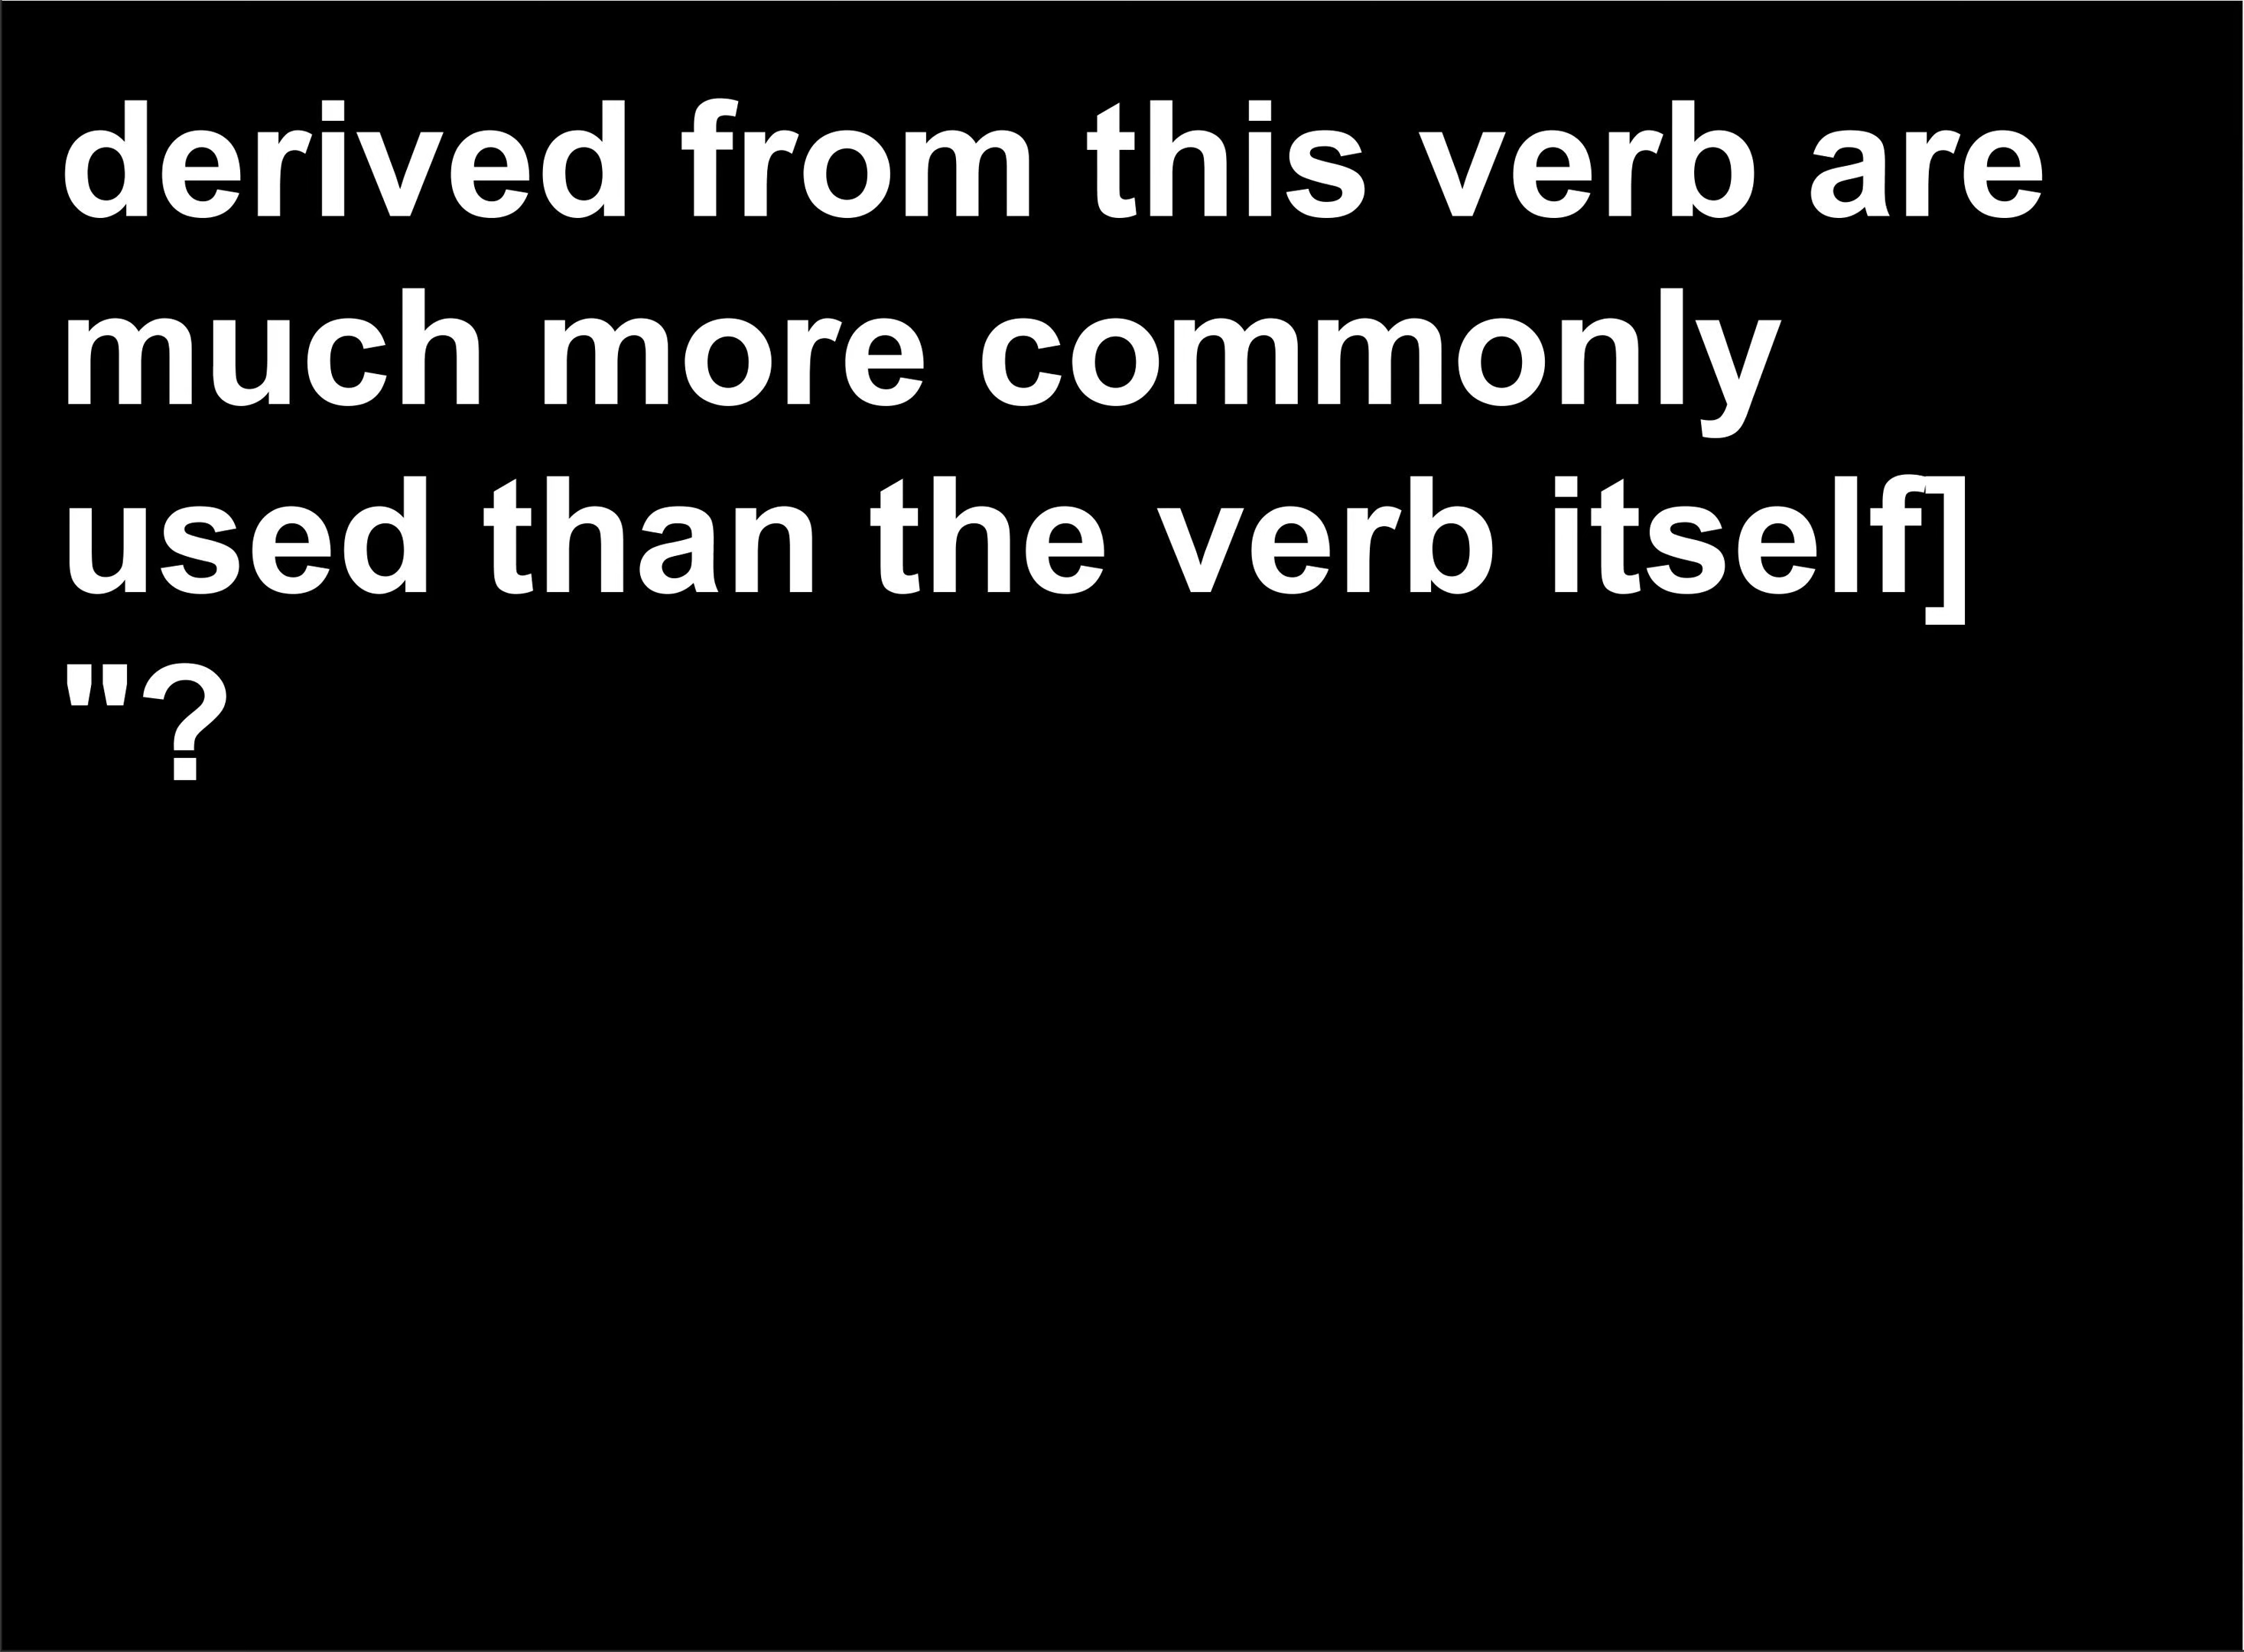 derived from this verb are
much more commonly
used than the verb itself]
"?